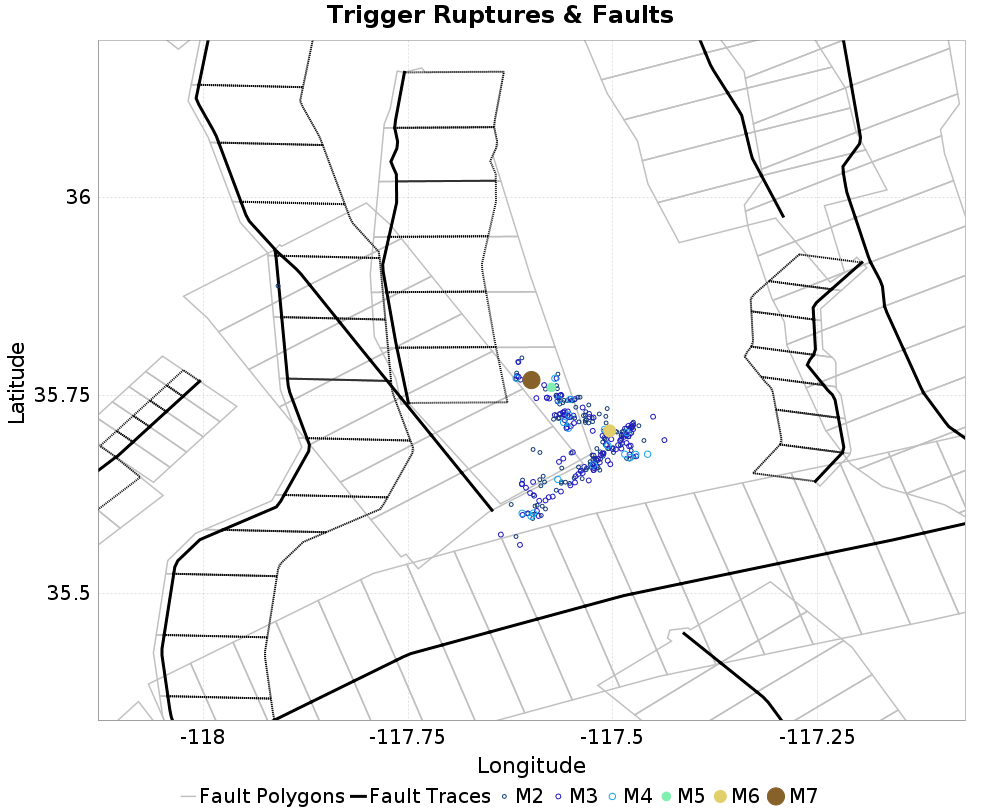 Trigger Ruptures & Faults
Latitude
36
35.75
35.5
-118 -117.75 -117.5 -117.25
Longitude
Fault Polygons Fault Traces M2 M3 M4 M5 M6 M7